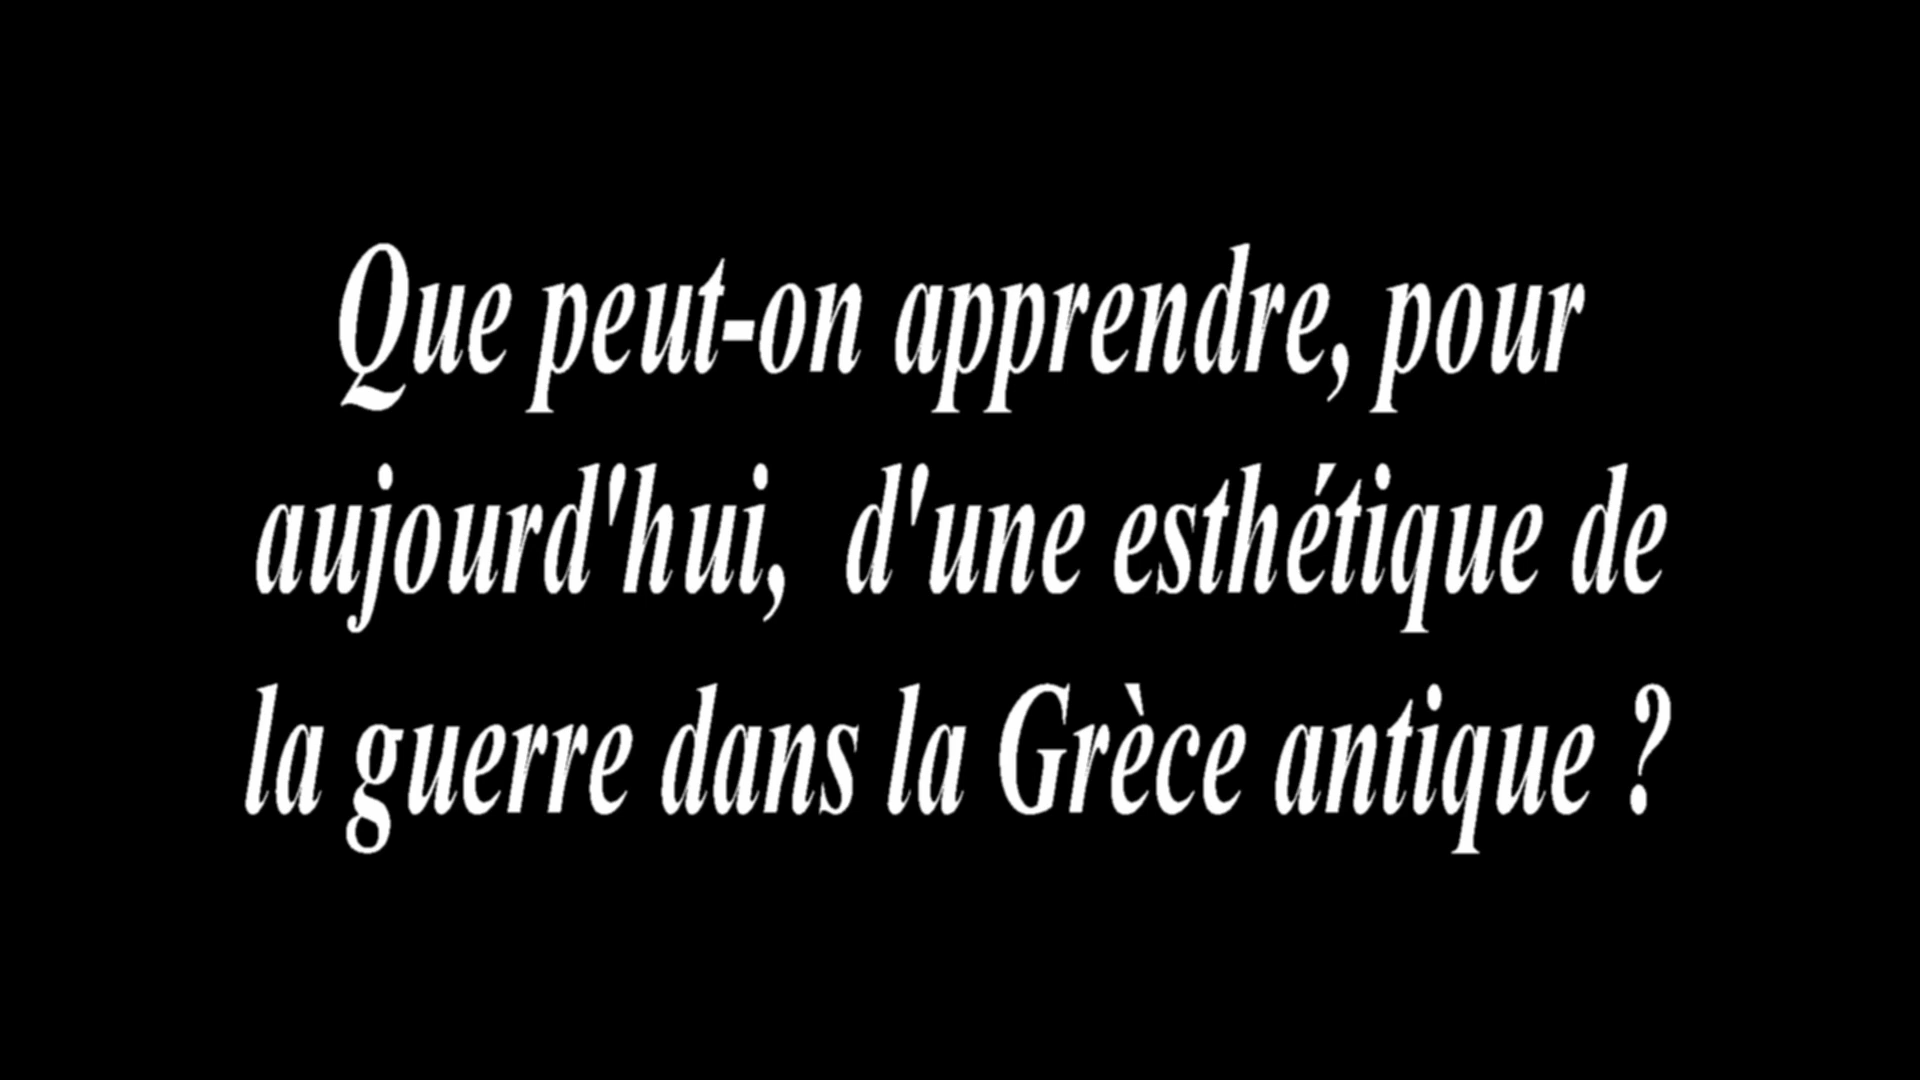 Que peut-on apprendre, pour
aujourd'hui,  d'une esthétique de
la guerre dans la Grèce antique ?